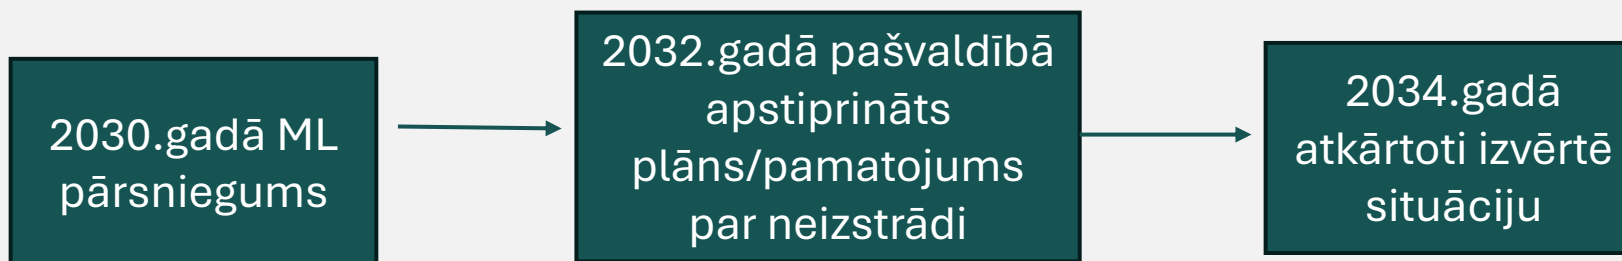 2030.gadā ML
pārsniegums
2032.gadā pašvaldībā
apstiprināts
plāns/pamatojums
par neizstrādi
2034.gadā
atkārtoti izvērtē
situāciju